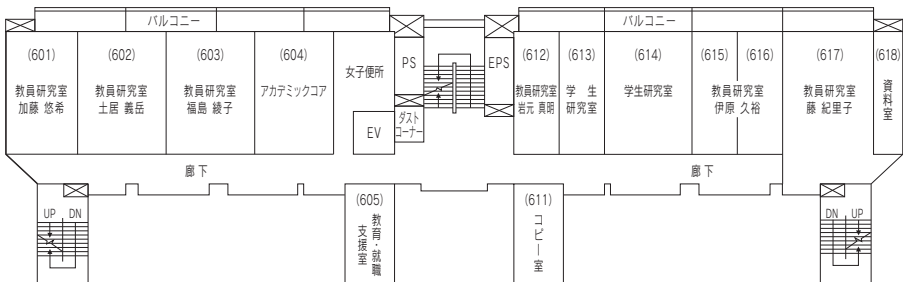 バルコニー
バルコニー
(601)
教員研究室
加藤 悠希
(602)
教員研究室
土居 義岳
(603)
教員研究室
福島 綾子
(604)
アカデミックコア
女子便所
EV
PS
ダスト
コーナー
EPS
(612)
教員研究室
岩元 真明
(613)
学 生
研究室
(614)
学生研究室
(615)
(616)
教員研究室
伊原 久裕
(617)
教員研究室
藤 紀里子
(618)
資料室
廊下
廊下
UP DN
(605)
教育・就職
支援室
(611)
コピー室
DN UP